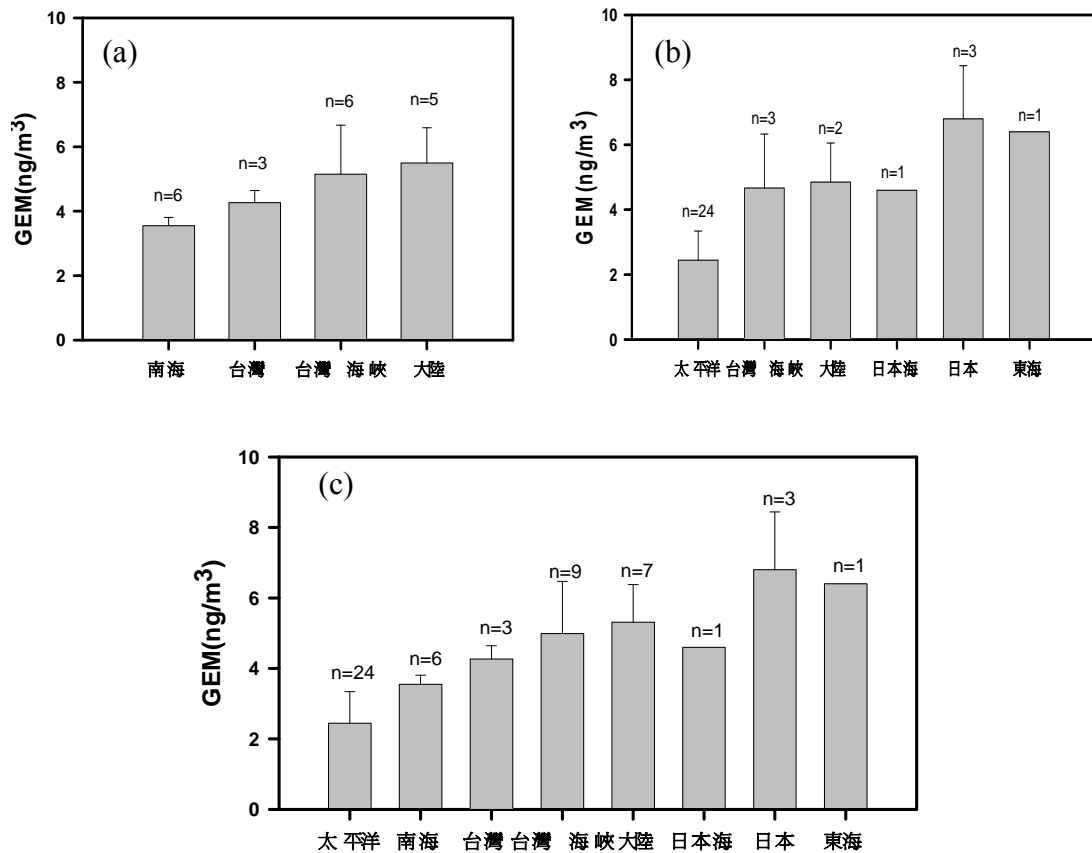 (a)
GEM(ng/m3)
10
8
6
4
2
0
n=6
n=3
n=6
n=5
南海 台灣 台灣 海峽 大陸
(b)
GEM(ng/m3)
10
8
6
4
2
0
n=24
n=3
n=2
n=1
n=3
n=1
太平洋 台灣 海峽 大陸 日本海 日本 東海
(c)
GEM(ng/m3)
10
8
6
4
2
0
n=24
n=6
n=3
n=9
n=7
n=1
n=3
n=1
太平洋 南海 台灣 台灣 海峽 大陸 日本海 日本 東海